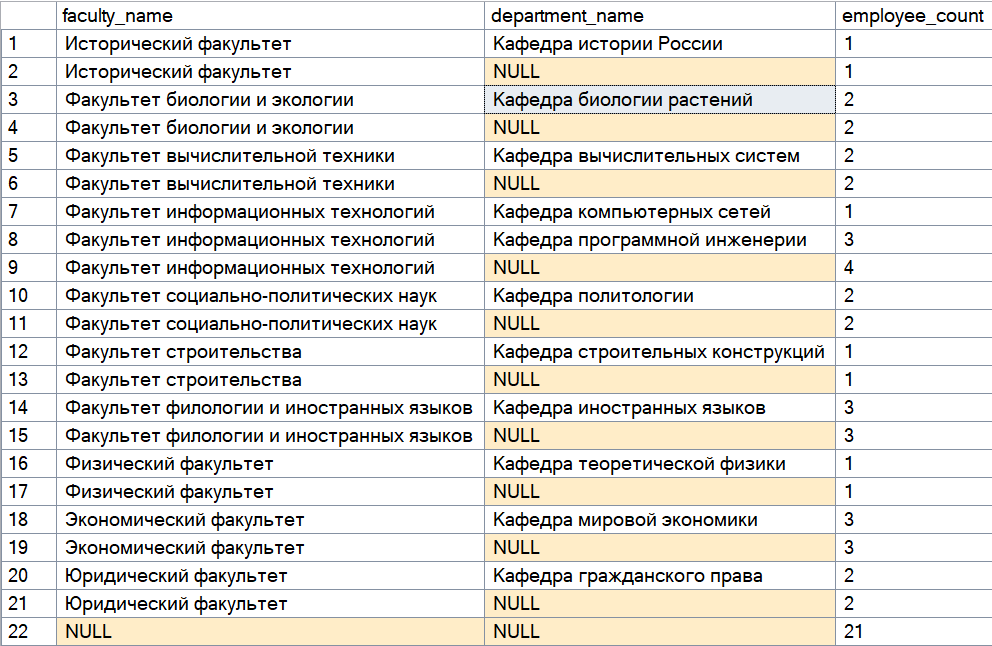 faculty_name department_name employee_count
1 Исторический факультет Кафедра истории России 1
2 Исторический факультет NULL 1
3 Факультет биологии и экологии Кафедра биологии растений 2
4 Факультет биологии и экологии NULL 2
5 Факультет вычислительной техники Кафедра вычислительных систем 2
6 Факультет вычислительной техники NULL 2
7 Факультет информационных технологий Кафедра компьютерных сетей 1
8 Факультет информационных технологий Кафедра программной инженерии 3
9 Факультет информационных технологий NULL 4
10 Факультет социально-политических наук Кафедра политологии 2
11 Факультет социально-политических наук NULL 2
12 Факультет строительства Кафедра строительных конструкций 1
13 Факультет строительства NULL 1
14 Факультет филологии и иностранных языков Кафедра иностранных языков 3
15 Факультет филологии и иностранных языков NULL 3
16 Физический факультет Кафедра теоретической физики 1
17 Физический факультет NULL 1
18 Экономический факультет Кафедра мировой экономики 3
19 Экономический факультет NULL 3
20 Юридический факультет Кафедра гражданского права 2
21 Юридический факультет NULL 2
22 NULL NULL 21